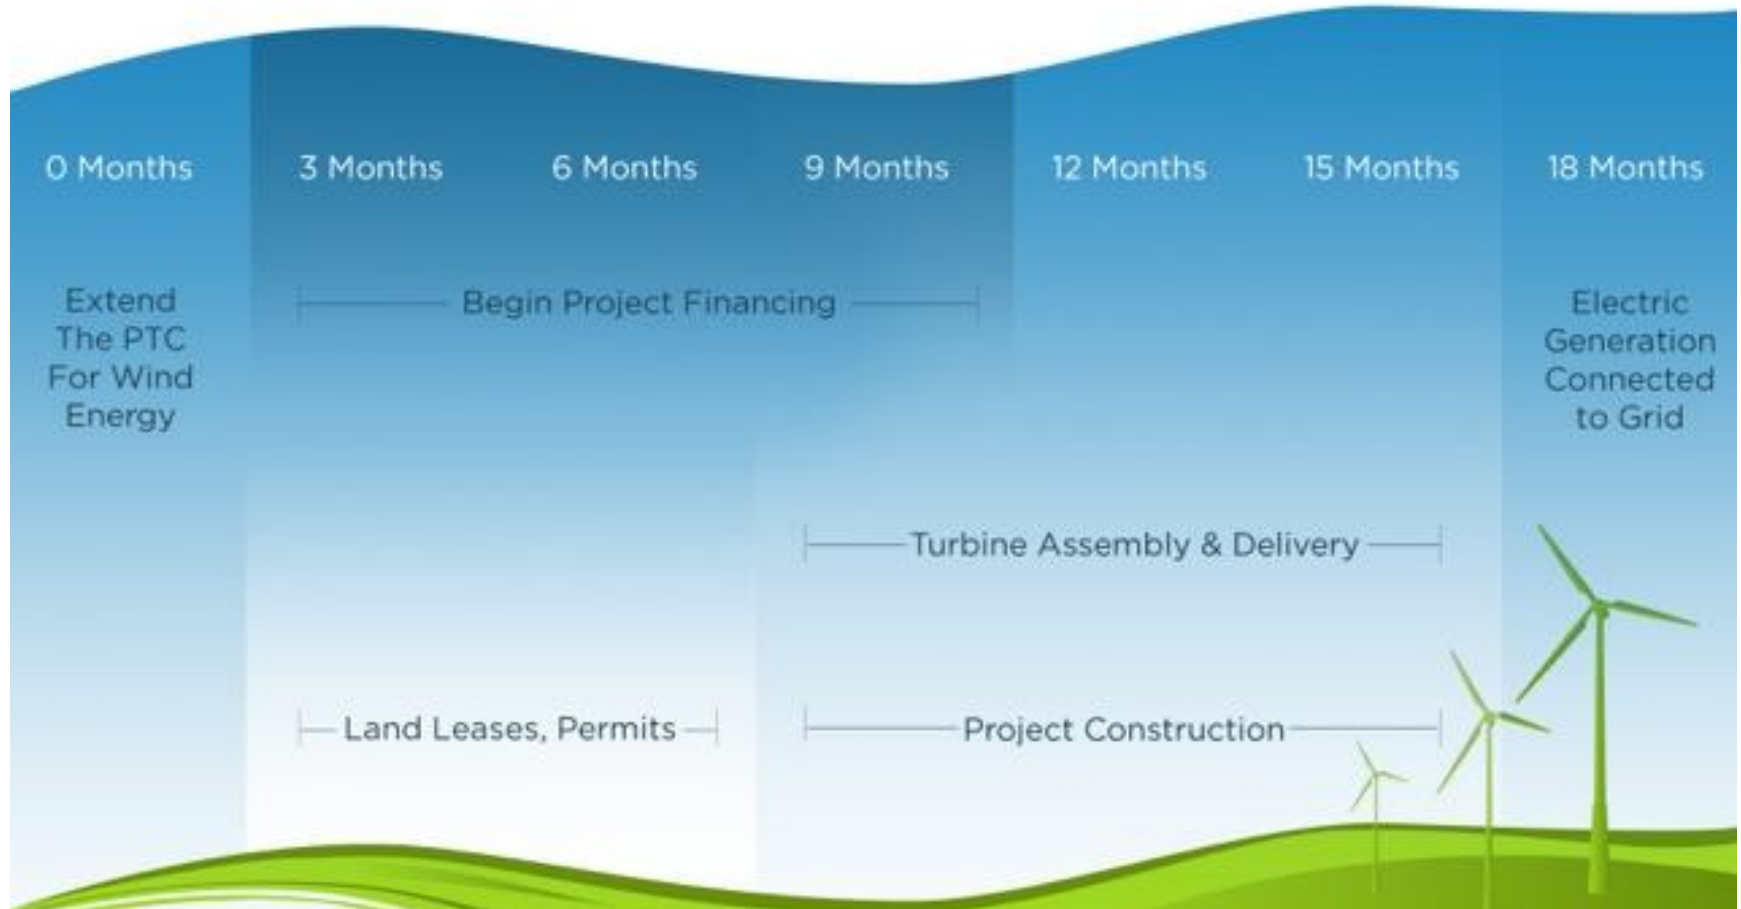 0 Months
3 Months
6 Months
9 Months
12 Months
15 Months
18 Months
Extend
The PTC
For Wind
Energy
Begin Project Financing
Electric
Generation
Connected
to Grid
Turbine Assembly & Delivery
Land Leases, Permits
Project Construction